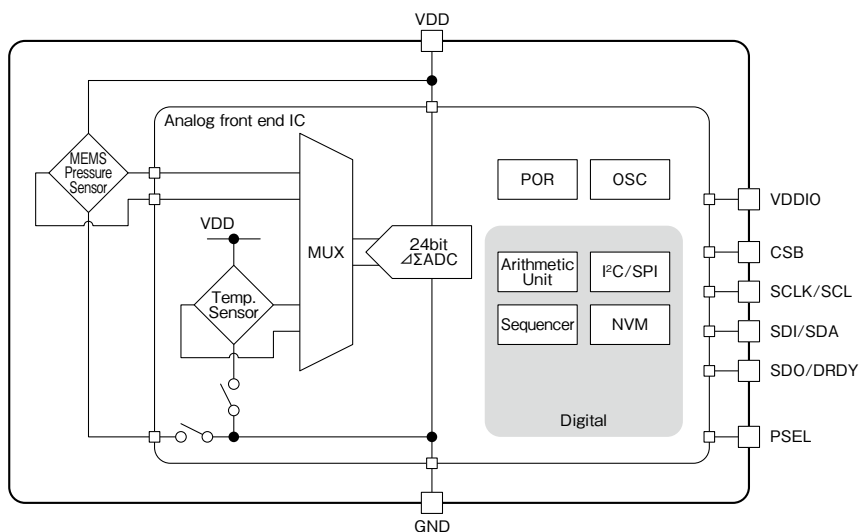 VDD
Analog front end IC
MEMS
Pressure
Sensor
VDD
Temp.
Sensor
MUX
24bit
⊿ΣADC
POR
OSC
Arithmetic
Unit
I²C/SPI
Sequencer
NVM
Digital
VDDIO
CSB
SCLK/SCL
SDI/SDA
SDO/DRDY
PSEL
GND